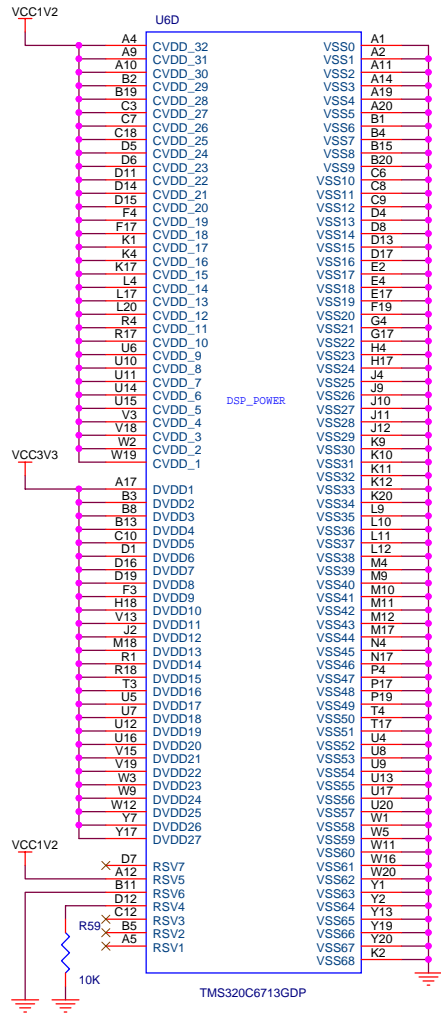 U6D
VCC1V2
A4 CVDD_32
A9 CVDD_31
A10 CVDD_30
B2 CVDD_29
B19 CVDD_28
C3 CVDD_27
C7 CVDD_26
C18 CVDD_25
D5 CVDD_24
D6 CVDD_23
D11 CVDD_22
D14 CVDD_21
D15 CVDD_20
F4 CVDD_19
F17 CVDD_18
K1 CVDD_17
K4 CVDD_16
K17 CVDD_15
L4 CVDD_14
L17 CVDD_13
L20 CVDD_12
R4 CVDD_11
R17 CVDD_10
U6 CVDD_9
U10 CVDD_8
U11 CVDD_7
U14 CVDD_6
U15 CVDD_5
V3 CVDD_4
V18 CVDD_3
W2 CVDD_2
W19 CVDD_1
VCC3V3
A17 DVDD1
B3 DVDD2
B8 DVDD3
B13 DVDD4
C10 DVDD5
D1 DVDD6
D16 DVDD7
D19 DVDD8
F3 DVDD9
H18 DVDD10
V13 DVDD11
J2 DVDD12
M18 DVDD13
R1 DVDD14
R18 DVDD15
T3 DVDD16
U5 DVDD17
U7 DVDD18
U12 DVDD19
U16 DVDD20
V15 DVDD21
V19 DVDD22
W3 DVDD23
W9 DVDD24
W12 DVDD25
Y7 DVDD26
Y17 DVDD27
VCC1V2
D7 RSV7
A12 RSV5
B11 RSV6
D12 RSV4
C12 RSV3
B5 RSV2
A5 RSV1
R59
10K
DSP_POWER
VSS0 A1
VSS1 A2
VSS2 A11
VSS3 A14
VSS4 A19
VSS5 A20
VSS6 B1
VSS7 B4
VSS8 B15
VSS9 B20
VSS10 C6
VSS11 C8
VSS12 C9
VSS13 D4
VSS14 D8
VSS15 D13
VSS16 D17
VSS17 E2
VSS18 E4
VSS19 E17
VSS20 F19
VSS21 G4
VSS22 G17
VSS23 H4
VSS24 H17
VSS25 J4
VSS26 J9
VSS27 J10
VSS28 J11
VSS29 J12
VSS30 K9
VSS31 K10
VSS32 K11
VSS33 K12
VSS34 K20
VSS35 L9
VSS36 L10
VSS37 L11
VSS38 L12
VSS39 M4
VSS40 M9
VSS41 M10
VSS42 M11
VSS43 M12
VSS44 M17
VSS45 N4
VSS46 N17
VSS47 P4
VSS48 P17
VSS49 P19
VSS50 T4
VSS51 T17
VSS52 U4
VSS53 U8
VSS54 U9
VSS55 U13
VSS56 U17
VSS57 U20
VSS58 W1
VSS59 W5
VSS60 W11
VSS61 W16
VSS62 W20
VSS63 Y1
VSS64 Y2
VSS65 Y13
VSS66 Y19
VSS67 Y20
VSS68 K2
TMS320C6713GDP